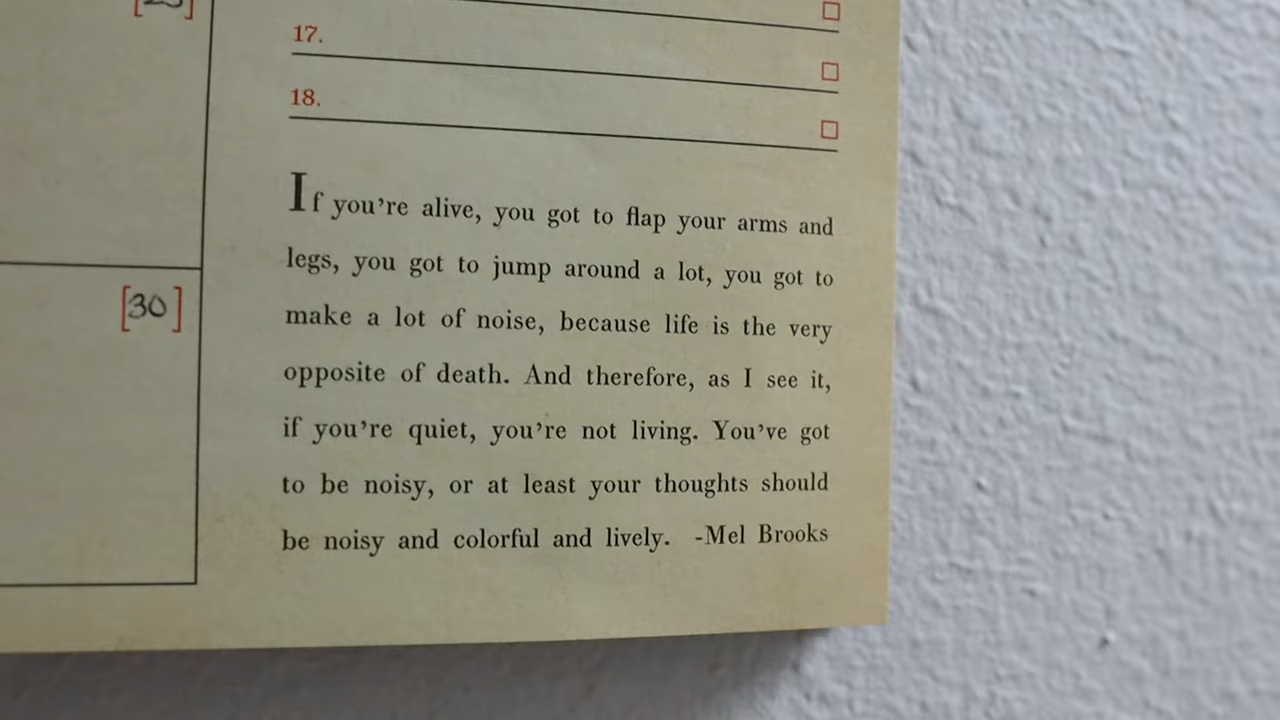 17.
18.
If you're alive, you got to flap your arms and
legs, you got to jump around a lot, you got to
make a lot of noise, because life is the very
opposite of death. And therefore, as I see it,
if you're quiet, you're not living. You've got
to be noisy, or at least your thoughts should
be noisy and colorful and lively. -Mel Brooks
[30]